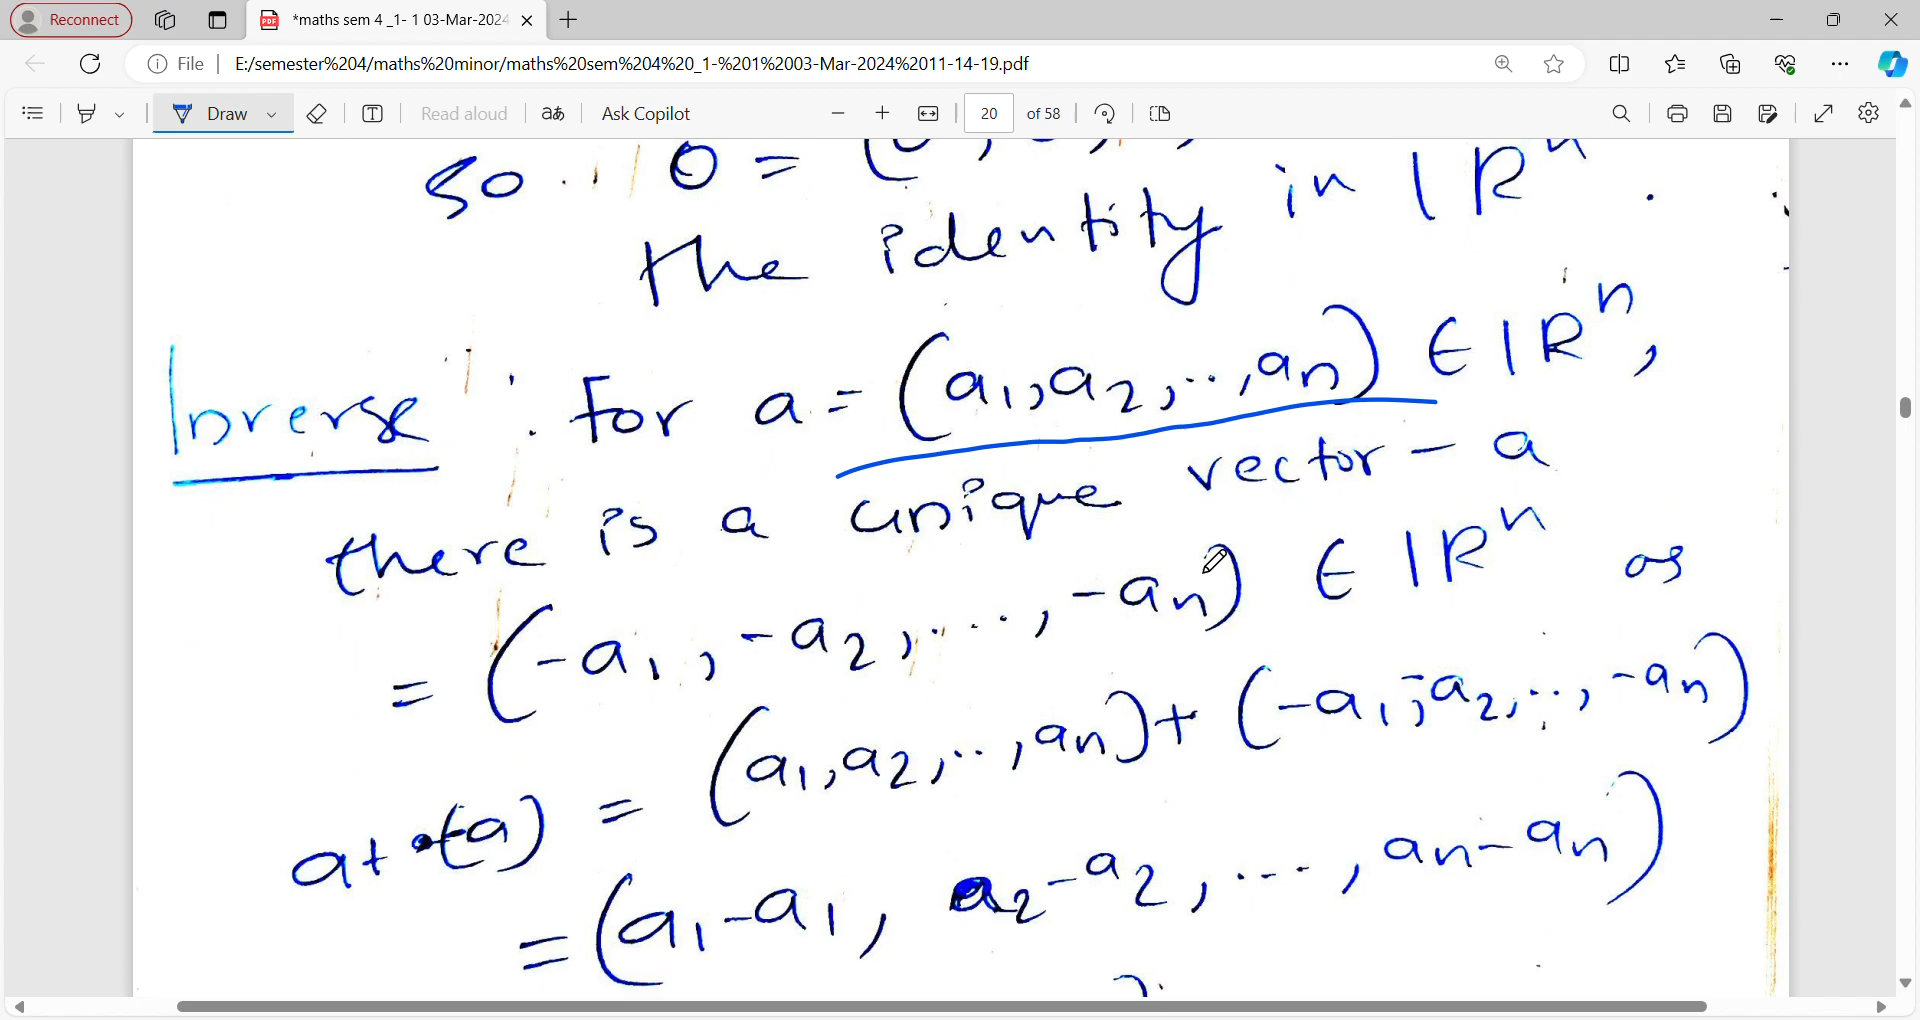 Reconnect
*maths sem 4 _1- 1 03-Mar-2024
File
E:/semester%204/maths%20minor/maths%20sem%204%20_1-%201%2003-Mar-2024%2011-14-19.pdf
Draw
Read aloud
aあ
Ask Copilot
20 of 58
so 0 = (
the identity in IR^n .
Inverse : For a = (a1, a2, .., an) ∈ IR^n,
there is a unique vector - a
= (-a1, -a2, ...., -an) ∈ IR^n as
a+ (-a) = (a1, a2, .., an) + (-a1, -a2, .., -an)
= (a1-a1, a2-a2, ...., an-an)